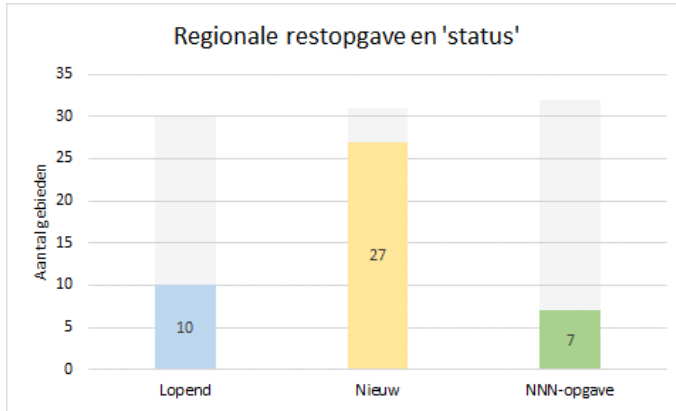 Regionale restopgave en 'status'
Aantal gebieden
35
30
25
20
15
10
5
0
10
27
7
Lopend
Nieuw
NNN-opgave